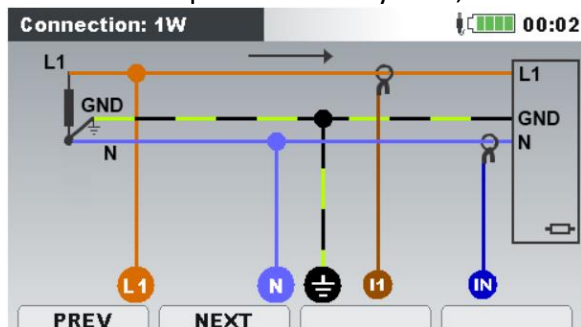 Connection: 1W 00:02
L1
L1
GND
GND
N
N
L1 N I1 IN
PREV NEXT